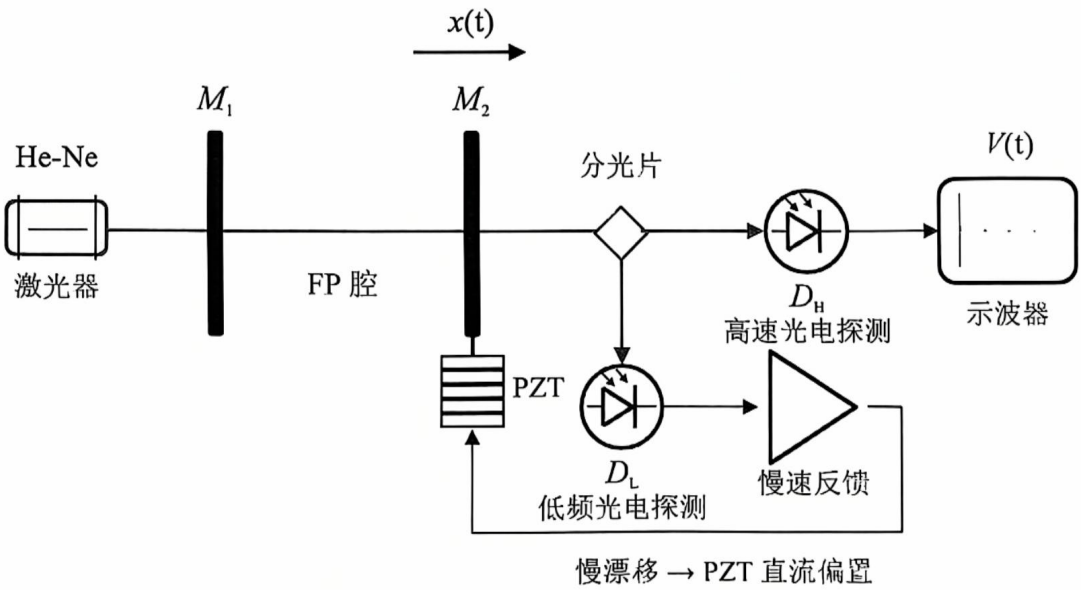 x(t)
M₁
M₂
He-Ne
激光器
FP 腔
分光片
V(t)
D_H
高速光电探测
示波器
PZT
D_L
低频光电探测
慢速反馈
慢漂移 → PZT 直流偏置